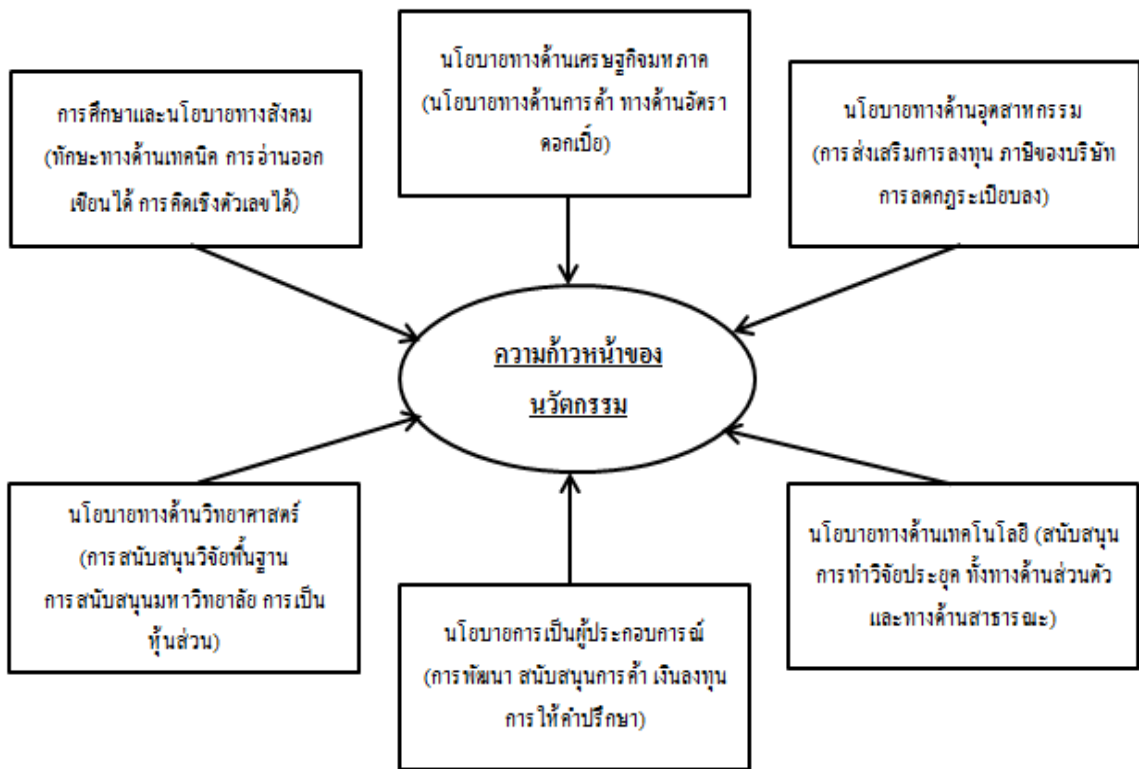 นโยบายทางด้านเศรษฐกิจมหภาค
(นโยบายทางด้านการค้า ทางด้านอัตรา
ดอกเบี้ย)
การศึกษาและนโยบายทางสังคม
(ทักษะทางด้านเทคนิค การอ่านออก
เขียนได้ การคิดเชิงตัวเลขได้)
นโยบายทางด้านอุตสาหกรรม
(การส่งเสริมการลงทุน ภาษีของบริษัท
การลดกฎระเบียบลง)
ความก้าวหน้าของ
นวัตกรรม
นโยบายทางด้านวิทยาศาสตร์
(การสนับสนุนวิจัยพื้นฐาน
การสนับสนุนมหาวิทยาลัย การเป็น
หุ้นส่วน)
นโยบายการเป็นผู้ประกอบการณ์
(การพัฒนา สนับสนุนการค้า เงินลงทุน
การให้คำปรึกษา)
นโยบายทางด้านเทคโนโลยี (สนับสนุน
การทำวิจัยประยุค ทั้งทางด้านส่วนตัว
และทางด้านสาธารณะ)